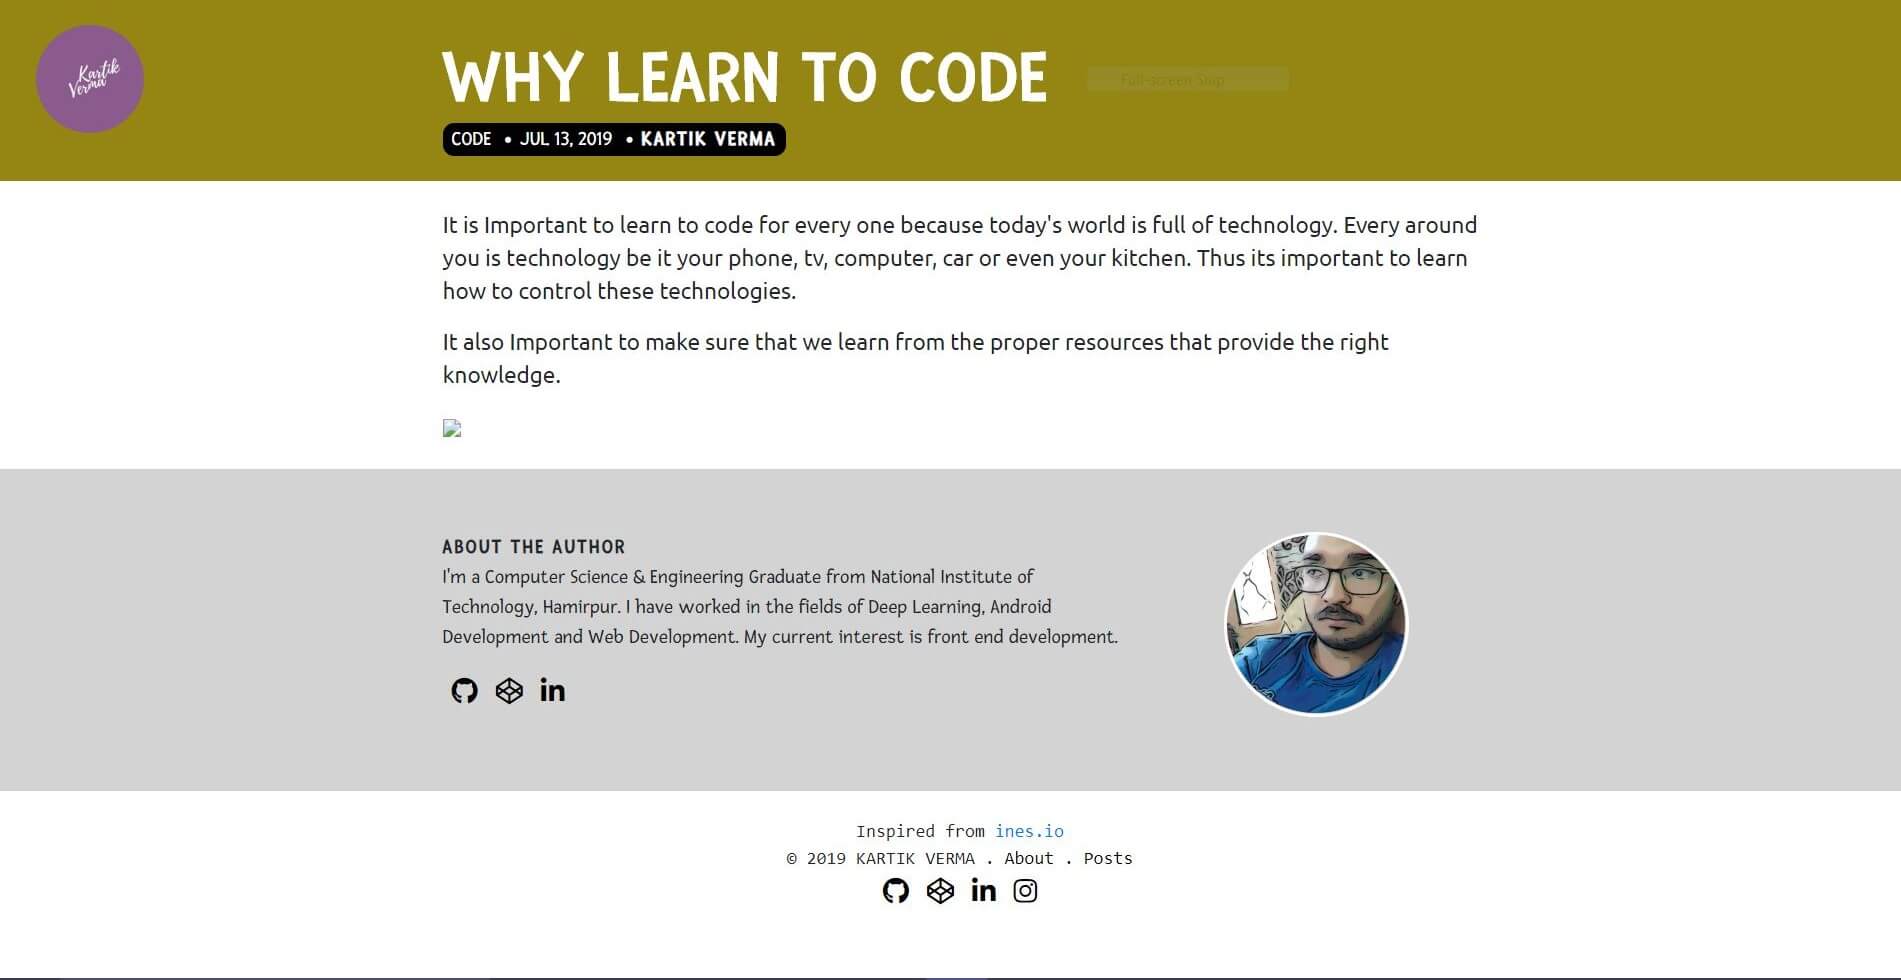 Kartik
Verma
WHY LEARN TO CODE
Full-screen Snip
CODE • JUL 13, 2019 • KARTIK VERMA
It is Important to learn to code for every one because today's world is full of technology. Every around
you is technology be it your phone, tv, computer, car or even your kitchen. Thus its important to learn
how to control these technologies.
It also Important to make sure that we learn from the proper resources that provide the right
knowledge.
ABOUT THE AUTHOR
I'm a Computer Science & Engineering Graduate from National Institute of
Technology, Hamirpur. I have worked in the fields of Deep Learning, Android
Development and Web Development. My current interest is front end development.
in
Inspired from ines.io
© 2019 KARTIK VERMA . About . Posts
in